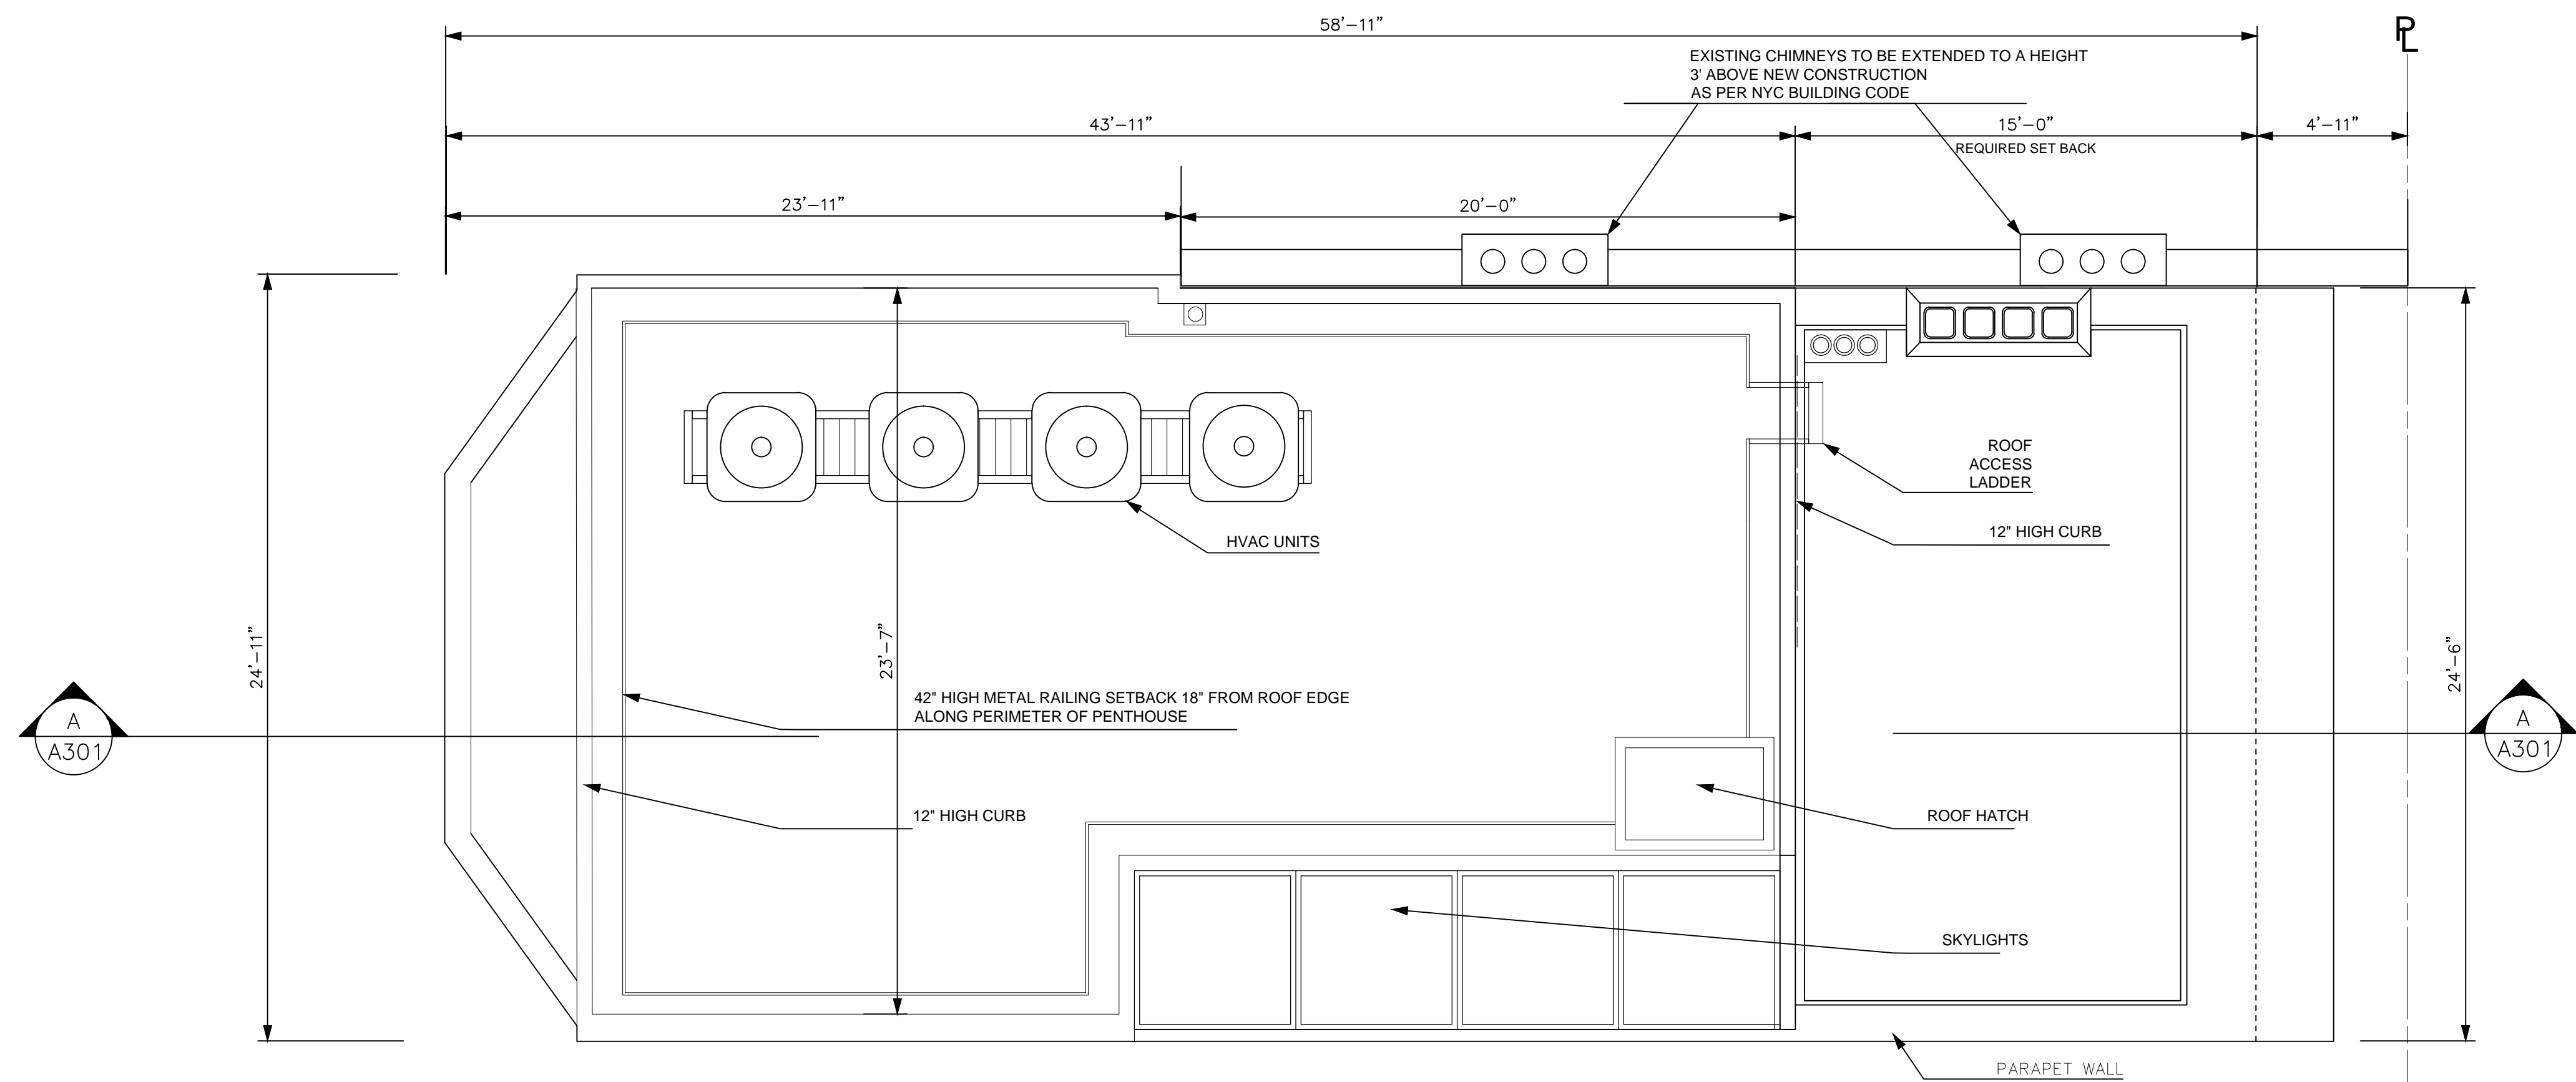 58’–11”
PL
EXISTING CHIMNEYS TO BE EXTENDED TO A HEIGHT
3' ABOVE NEW CONSTRUCTION
AS PER NYC BUILDING CODE
43’–11”
15’–0”
4’–11”
REQUIRED SET BACK
23’–11”
20’–0”
ROOF
ACCESS
LADDER
12" HIGH CURB
HVAC UNITS
24’–11”
23’–7”
24’–6”
42" HIGH METAL RAILING SETBACK 18" FROM ROOF EDGE
ALONG PERIMETER OF PENTHOUSE
A
A301
A
A301
12" HIGH CURB
ROOF HATCH
SKYLIGHTS
PARAPET WALL